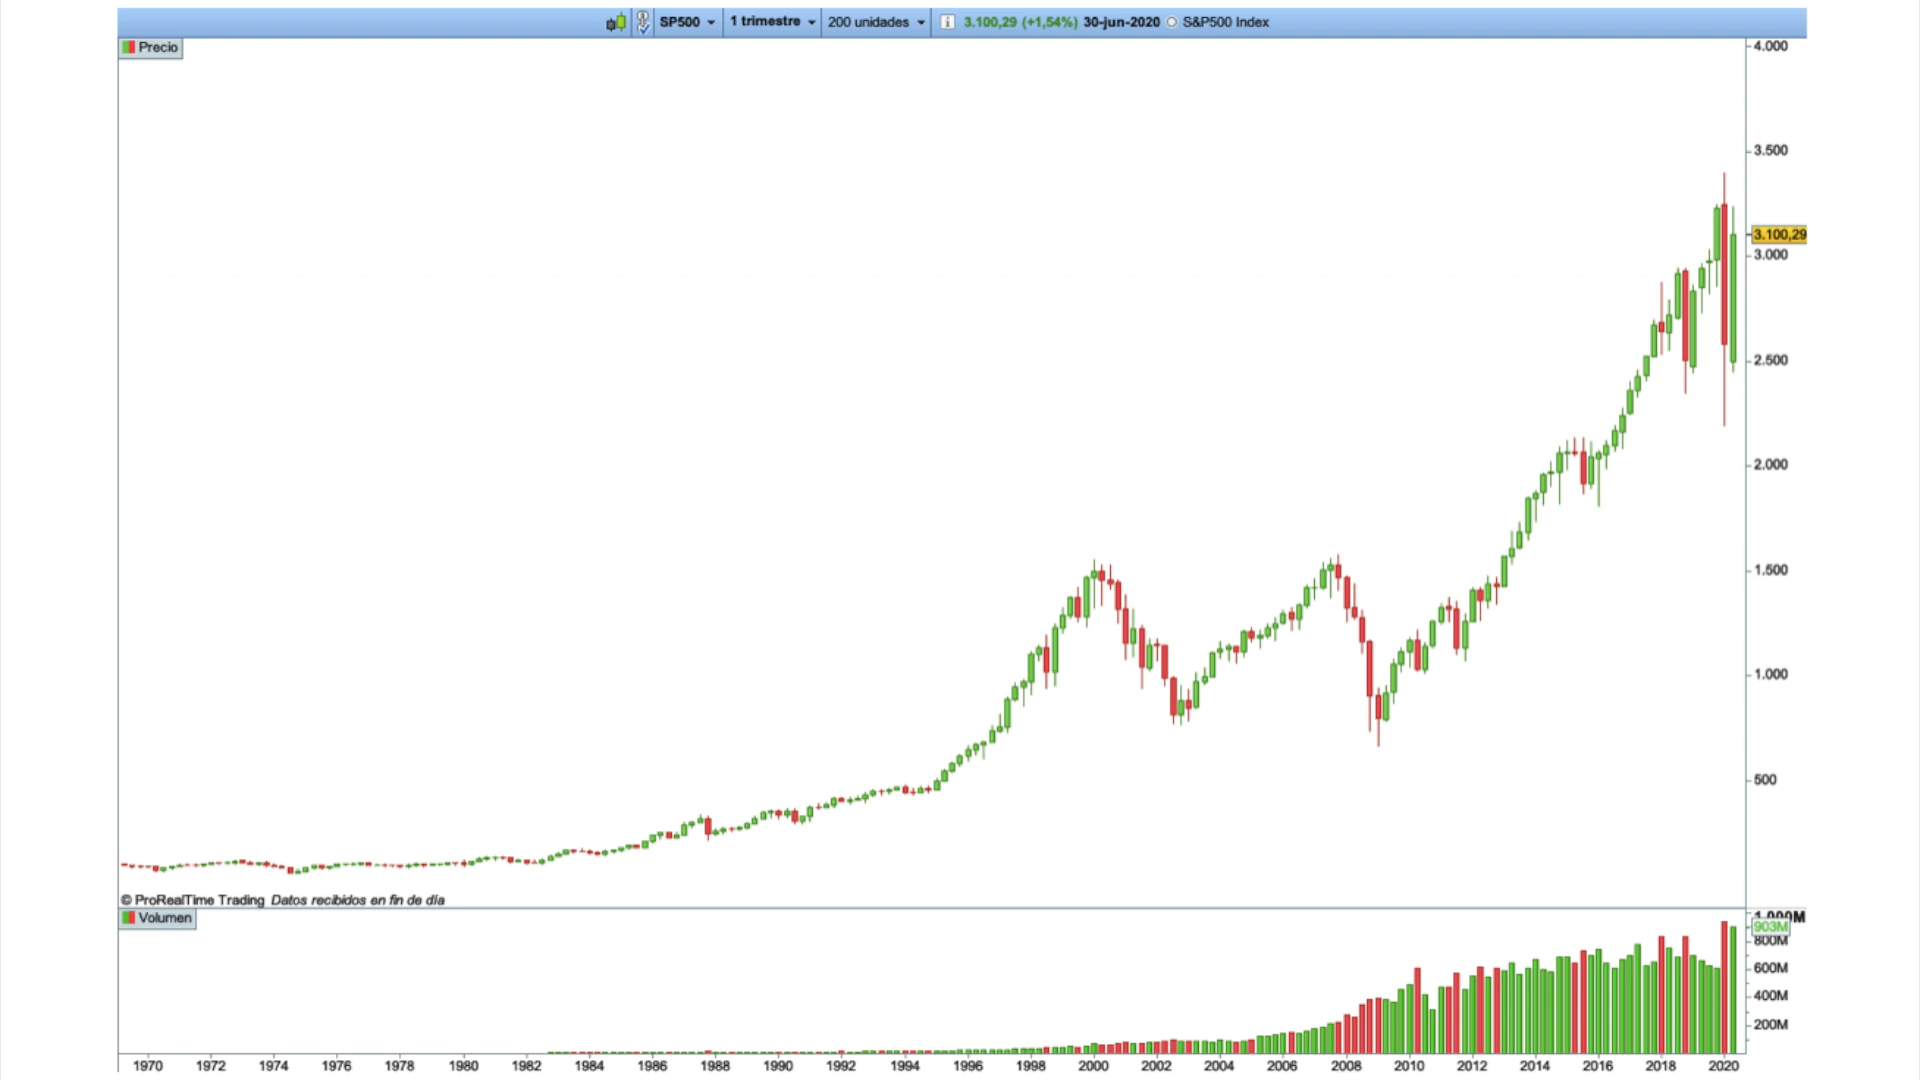 SP500 1 trimestre 200 unidades 3.100,29 (+1,54%) 30-jun-2020 S&P500 Index
Precio
4.000
3.500
3.100,29
3.000
2.500
2.000
1.500
1.000
500
© ProRealTime Trading Datos recibidos en fin de día
Volumen
1.000M
903M
800M
600M
400M
200M
1970 1972 1974 1976 1978 1980 1982 1984 1986 1988 1990 1992 1994 1996 1998 2000 2002 2004 2006 2008 2010 2012 2014 2016 2018 2020